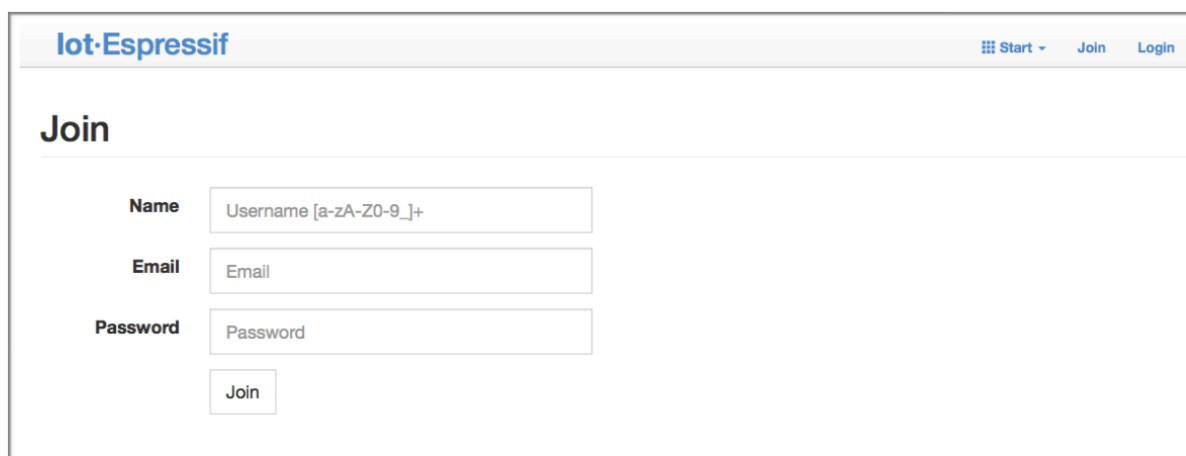 Iot·Espressif
Start Join Login
Join
Name Username [a-zA-Z0-9_]+
Email Email
Password Password
Join